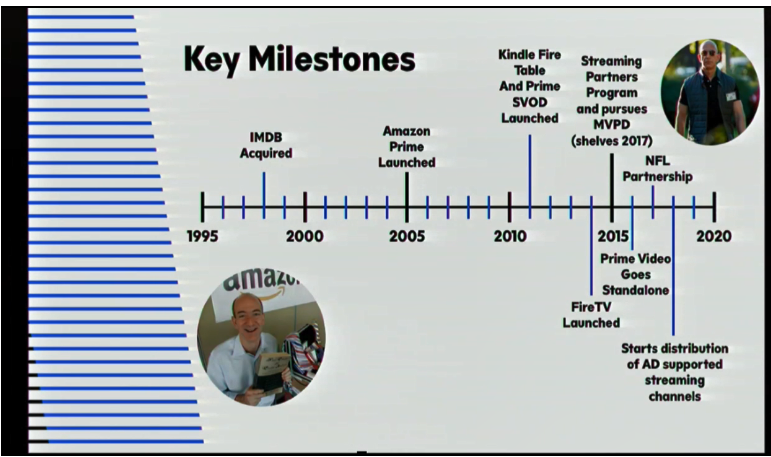 Key Milestones
IMDB
Acquired
Amazon
Prime
Launched
Kindle Fire
Table
And Prime
SVOD
Launched
Streaming
Partners
Program
and pursues
MVPD
(shelves 2017)
NFL
Partnership
1995
2000
2005
2010
2015
2020
Prime Video
Goes
Standalone
FireTV
Launched
Starts distribution
of AD supported
streaming
channels
amazon